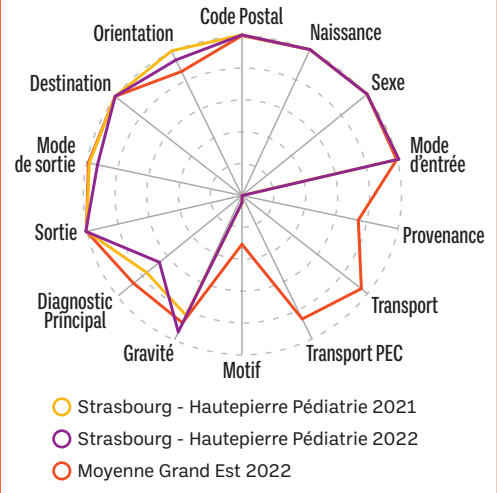 Code Postal
Naissance
Sexe
Mode
d'entrée
Provenance
Transport
Transport PEC
Motif
Gravité
Diagnostic
Principal
Sortie
Mode
de sortie
Destination
Orientation
Strasbourg - Hautepierre Pédiatrie 2021
Strasbourg - Hautepierre Pédiatrie 2022
Moyenne Grand Est 2022